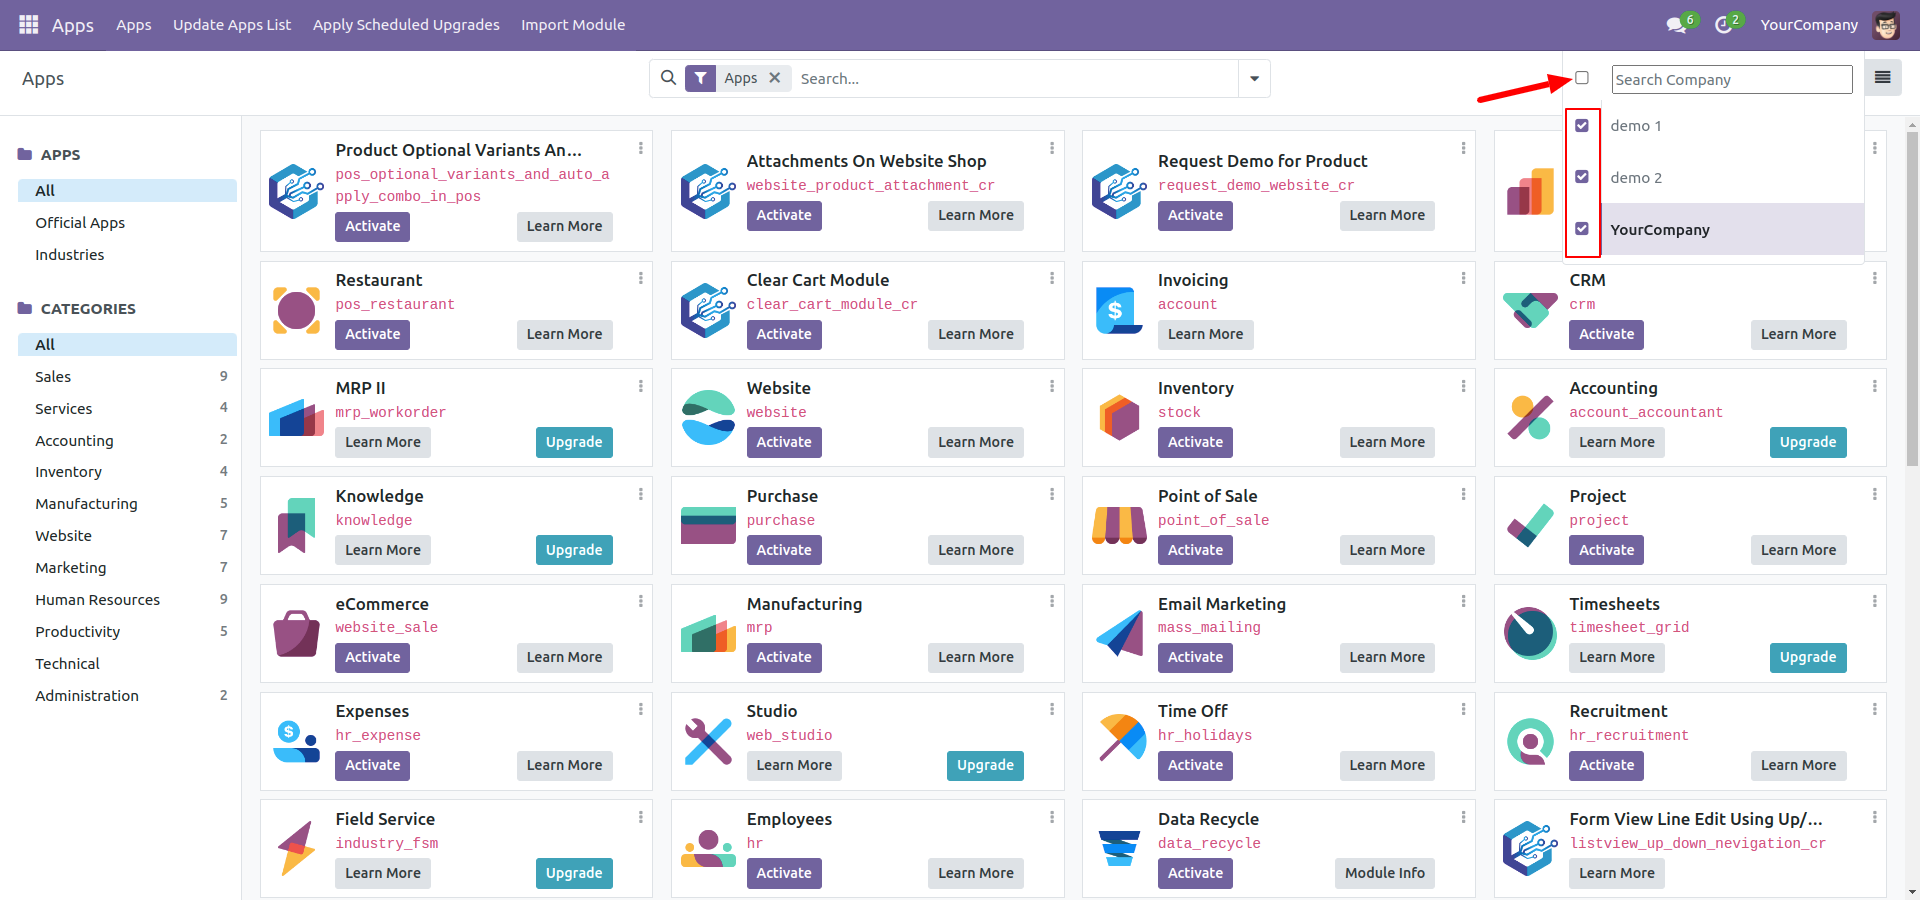 Apps
Apps
Update Apps List
Apply Scheduled Upgrades
Import Module
6
2
YourCompany
Apps
Apps
Search...
Search Company
demo 1
demo 2
YourCompany
APPS
All
Official Apps
Industries
CATEGORIES
All
Sales 9
Services 4
Accounting 2
Inventory 4
Manufacturing 5
Website 7
Marketing 7
Human Resources 9
Productivity 5
Technical
Administration 2
Product Optional Variants An...
pos_optional_variants_and_auto_a
pply_combo_in_pos
Activate Learn More
Attachments On Website Shop
website_product_attachment_cr
Activate Learn More
Request Demo for Product
request_demo_website_cr
Activate Learn More
Restaurant
pos_restaurant
Activate Learn More
Clear Cart Module
clear_cart_module_cr
Activate Learn More
Invoicing
account
Learn More
CRM
crm
Activate Learn More
MRP II
mrp_workorder
Learn More Upgrade
Website
website
Activate Learn More
Inventory
stock
Activate Learn More
Accounting
account_accountant
Learn More Upgrade
Knowledge
knowledge
Learn More Upgrade
Purchase
purchase
Activate Learn More
Point of Sale
point_of_sale
Activate Learn More
Project
project
Activate Learn More
eCommerce
website_sale
Activate Learn More
Manufacturing
mrp
Activate Learn More
Email Marketing
mass_mailing
Activate Learn More
Timesheets
timesheet_grid
Learn More Upgrade
Expenses
hr_expense
Activate Learn More
Studio
web_studio
Learn More Upgrade
Time Off
hr_holidays
Activate Learn More
Recruitment
hr_recruitment
Activate Learn More
Field Service
industry_fsm
Learn More Upgrade
Employees
hr
Activate Learn More
Data Recycle
data_recycle
Activate Module Info
Form View Line Edit Using Up/...
listview_up_down_nevigation_cr
Learn More